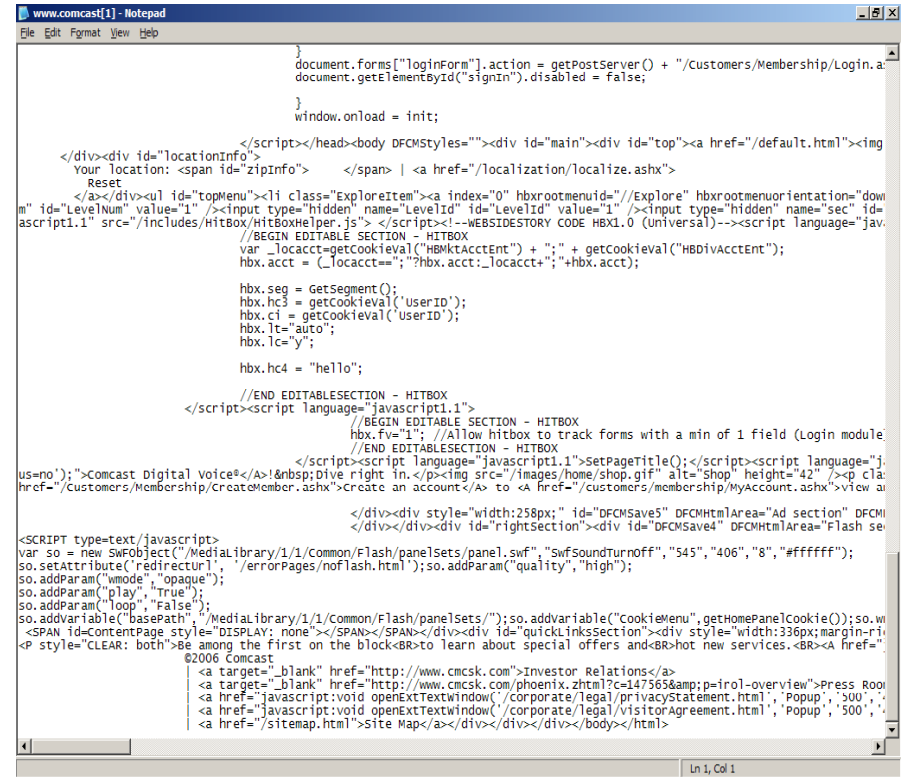 www.comcast[1] - Notepad
File Edit Format View Help
}
document.forms["loginForm"].action = getPostServer() + "/Customers/Membership/Login.as
document.getElementById("signIn").disabled = false;
}
window.onload = init;
</script></head><body DFCMStyles=""><div id="main"><div id="top"><a href="/default.html"><img
</div><div id="locationInfo">
Your location: <span id="zipInfo"> </span> | <a href="/localization/localize.ashx">
Reset
</a></div><ul id="topMenu"><li class="ExploreItem"><a index="0" hbxrootmenuid="//Explore" hbxrootmenuorientation="dow
m" id="LevelNum" value="1" /><input type="hidden" name="LevelId" id="LevelId" value="1" /><input type="hidden" name="sec" id=
ascript1.1" src="/includes/HitBox/HitBoxHelper.js"> </script><!--WEBSIDESTORY CODE HBX1.0 (Universal)--><script language="jav
//BEGIN EDITABLE SECTION - HITBOX
var _locacct=getCookieVal("HBMktAcctEnt") + ";" + getCookieVal("HBDivAcctEnt");
hbx.acct = (_locacct==";"?hbx.acct:_locacct+";"+hbx.acct);
hbx.seg = GetSegment();
hbx.hc3 = getCookieVal('UserID');
hbx.ci = getCookieVal('UserID');
hbx.lt="auto";
hbx.lc="y";
hbx.hc4 = "hello";
//END EDITABLESECTION - HITBOX
</script><script language="javascript1.1">
//BEGIN EDITABLE SECTION - HITBOX
hbx.fv="1"; //Allow hitbox to track forms with a min of 1 field (Login module)
//END EDITABLESECTION - HITBOX
</script><script language="javascript1.1">SetPageTitle();</script><script language="j
us=no');">Comcast Digital Voice®</A>!&nbsp;Dive right in.</p><img src="/images/home/shop.gif" alt="Shop" height="42" /><p cla
href="/Customers/Membership/CreateMember.ashx">Create an account</A> to <A href="/customers/membership/MyAccount.ashx">view a
</div><div style="width:258px;" id="DFCMSave5" DFCMHtmlArea="Ad section" DFCM
</div></div><div id="rightSection"><div id="DFCMSave4" DFCMHtmlArea="Flash se
<SCRIPT type=text/javascript>
var so = new SWFObject("/MediaLibrary/1/1/Common/Flash/panelSets/panel.swf","SwfSoundTurnOff","545","406","8","#ffffff");
so.setAttribute('redirectUrl', '/errorPages/noflash.html');so.addParam("quality","high");
so.addParam("wmode","opaque");
so.addParam("play","True");
so.addParam("loop","False");
so.addVariable("basePath","/MediaLibrary/1/1/Common/Flash/panelSets/");so.addVariable("CookieMenu",getHomePanelCookie());so.w
<SPAN id=ContentPage style="DISPLAY: none"></SPAN></SPAN></div><div id="quickLinksSection"><div style="width:336px;margin-ri
<P style="CLEAR: both">Be among the first on the block<BR>to learn about special offers and<BR>hot new services.<BR><A href="
©2006 Comcast
| <a target="_blank" href="http://www.cmcsk.com">Investor Relations</a>
| <a target="_blank" href="http://www.cmcsk.com/phoenix.zhtml?c=147565&amp;p=irol-overview">Press Roo
| <a href="javascript:void openExtTextWindow('/corporate/legal/privacyStatement.html','Popup','500','
| <a href="javascript:void openExtTextWindow('/corporate/legal/visitorAgreement.html','Popup','500','
| <a href="/sitemap.html">Site Map</a></div></div></div></body></html>
Ln 1, Col 1